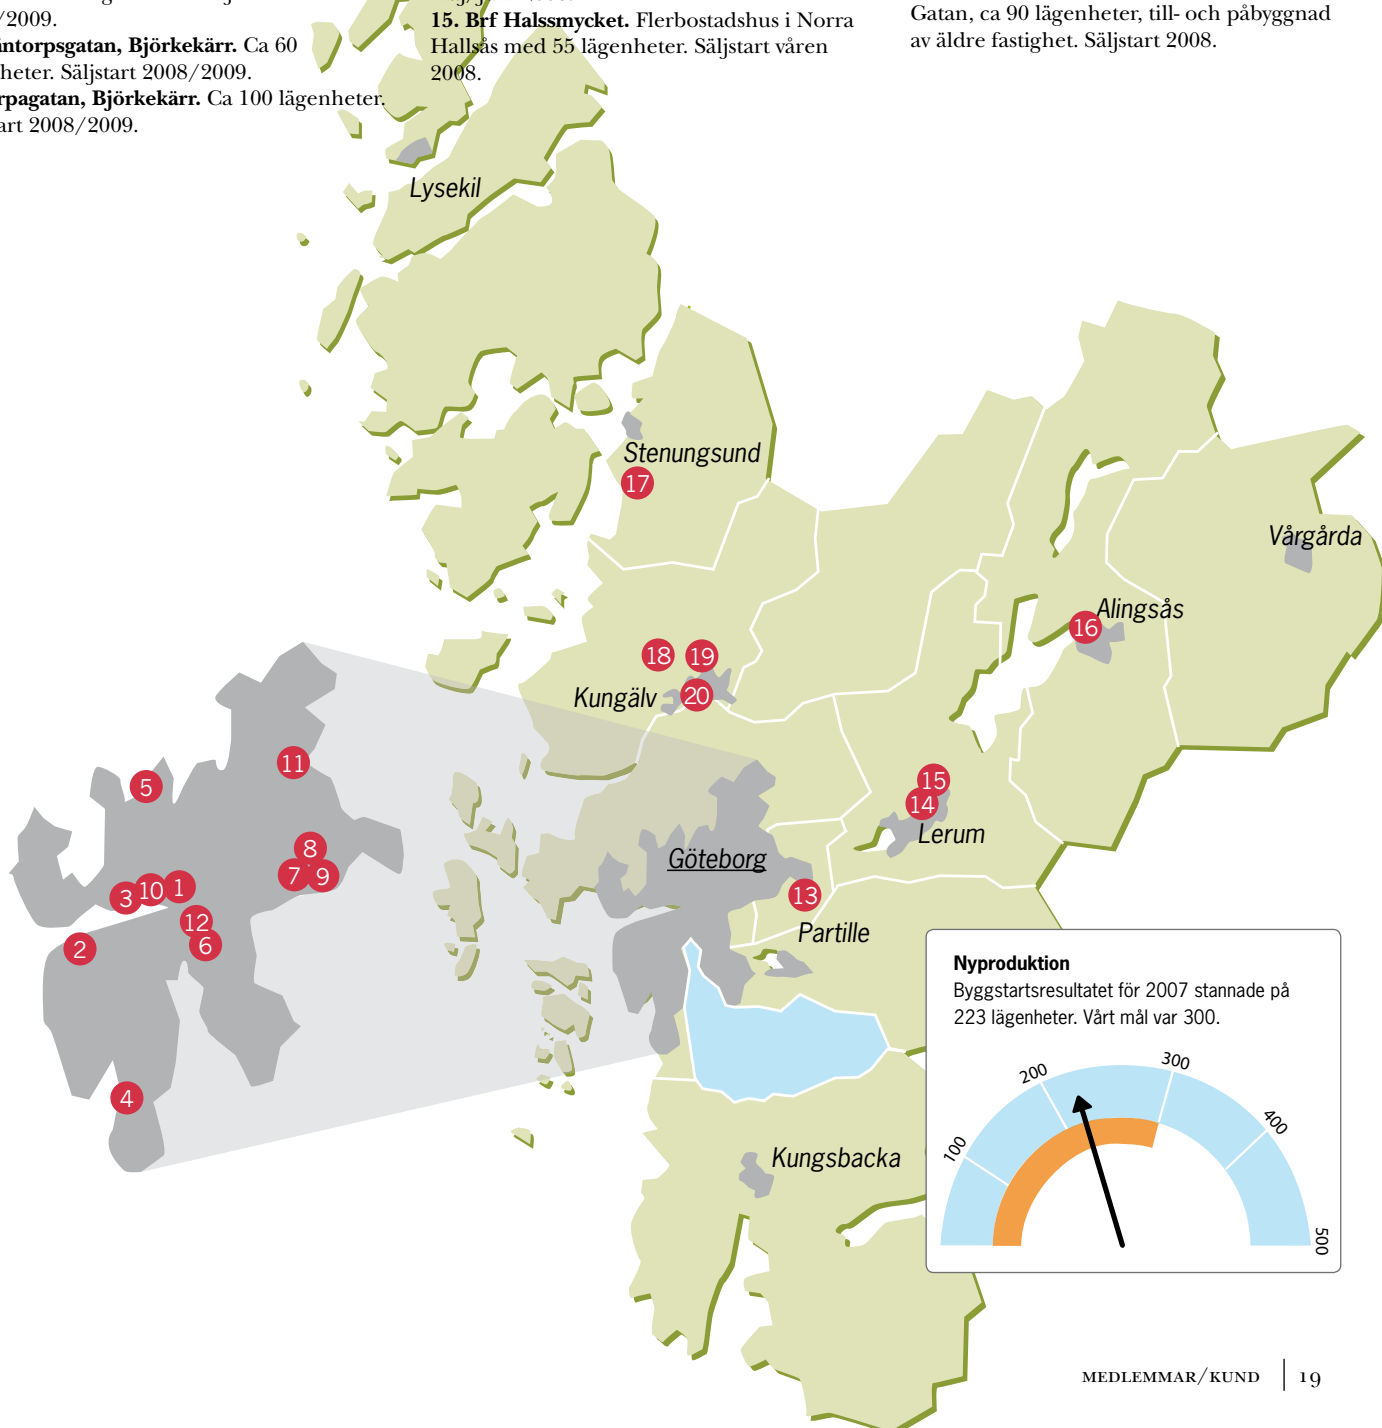 /2009.
äntorpsgatan, Björkekärr. Ca 60
heter. Säljstart 2008/2009.
rpagatan, Björkekärr. Ca 100 lägenheter.
art 2008/2009.
15. Brf Halssmycket. Flerbostadshus i Norra
Hallsås med 55 lägenheter. Säljstart våren
2008.
Gatan, ca 90 lägenheter, till- och påbyggnad
av äldre fastighet. Säljstart 2008.
Lysekil
Stenungsund
17
Vårgårda
Alingsås
16
18
19
Kungälv
20
11
5
15
14
Lerum
8
Göteborg
7
9
3
10
1
13
12
Partille
2
6
4
Kungsbacka
Nyproduktion
Byggstartsresultatet för 2007 stannade på
223 lägenheter. Vårt mål var 300.
100
200
300
400
500
MEDLEMMAR/KUND | 19